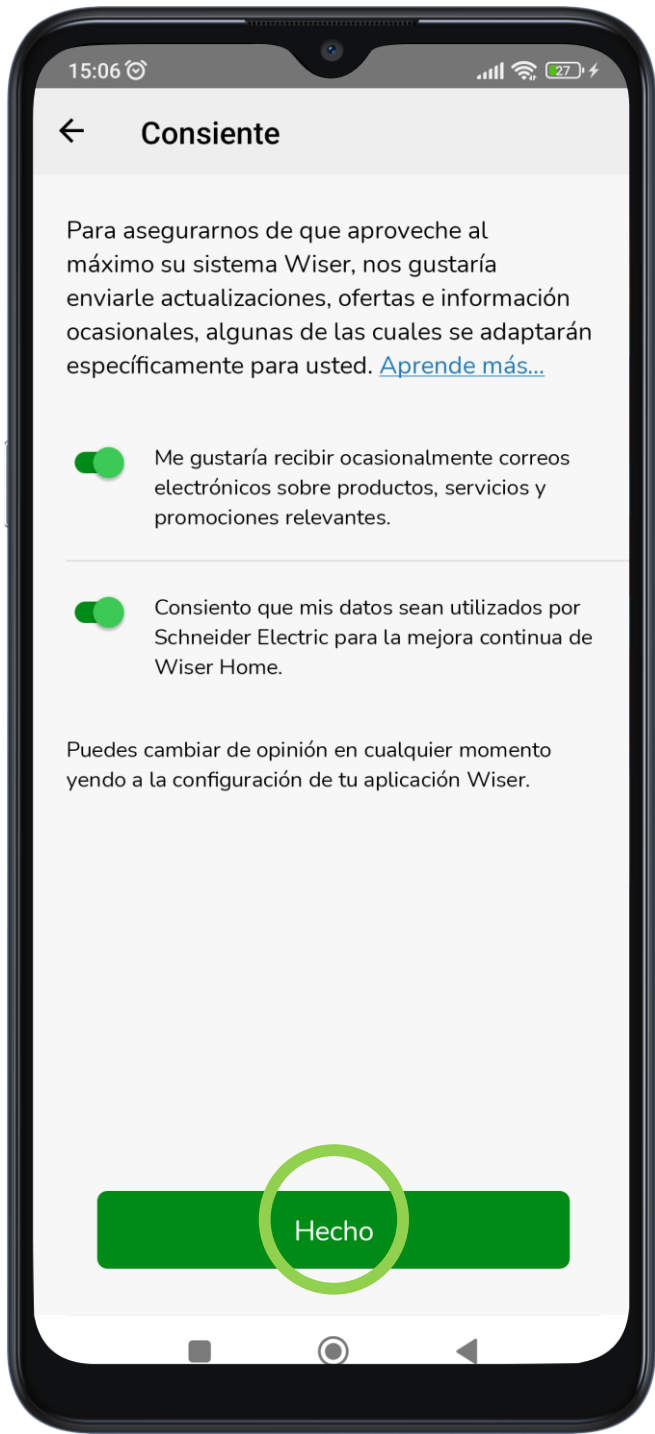 15:06
27
Consiente
Para asegurarnos de que aproveche al
máximo su sistema Wiser, nos gustaría
enviarle actualizaciones, ofertas e información
ocasionales, algunas de las cuales se adaptarán
específicamente para usted. Aprende más...
Me gustaría recibir ocasionalmente correos
electrónicos sobre productos, servicios y
promociones relevantes.
Consiento que mis datos sean utilizados por
Schneider Electric para la mejora continua de
Wiser Home.
Puedes cambiar de opinión en cualquier momento
yendo a la configuración de tu aplicación Wiser.
Hecho